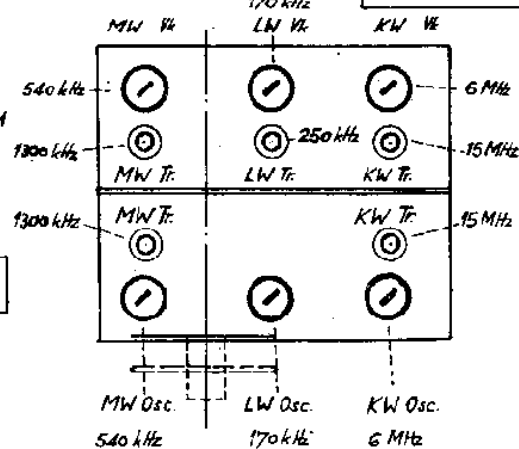 170 kHz
MW Vk LW Vk KW Vk
540 kHz 6 MHz
1300 kHz 250 kHz 15 MHz
MW Tr. LW Tr. KW Tr.
1300 kHz MW Tr. KW Tr. 15 MHz
MW Osc. LW Osc. KW Osc.
540 kHz 170 kHz 6 MHz